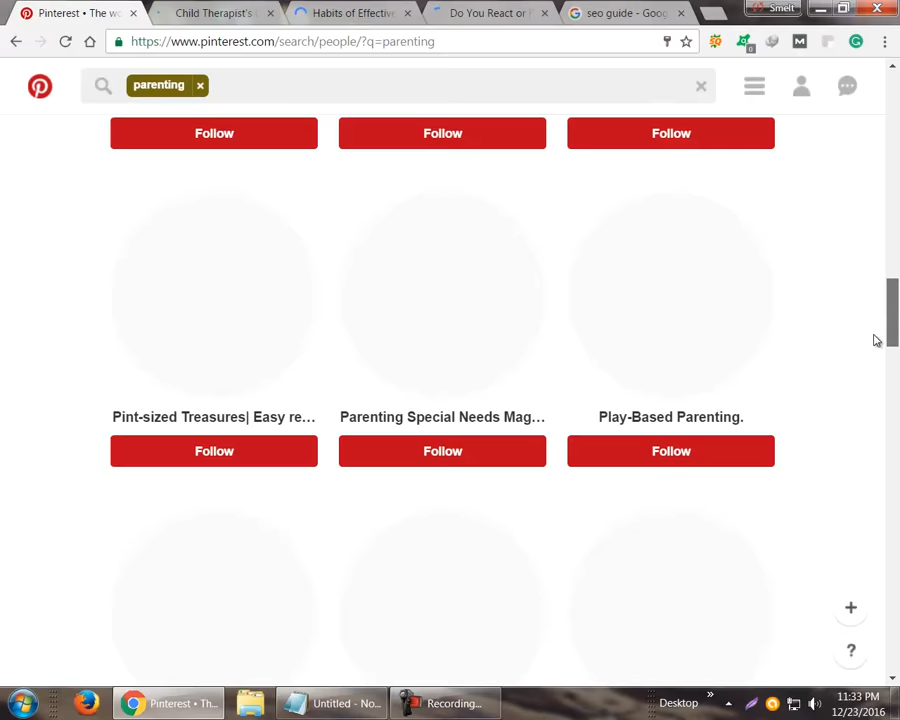 Pinterest • The wo
Child Therapist's
Habits of Effective
Do You React or
seo guide - Goog
Smelt
https://www.pinterest.com/search/people/?q=parenting
0
M
G
parenting ×
Follow
Follow
Follow
Pint-sized Treasures| Easy re...
Parenting Special Needs Mag...
Play-Based Parenting.
Follow
Follow
Follow
+
?
Pinterest • Th...
Untitled - No...
Recording...
Desktop
11:33 PM
12/23/2016